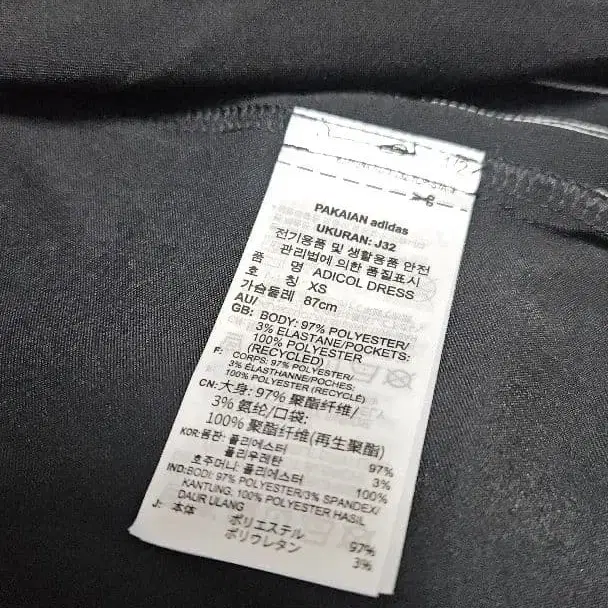 PAKAIAN adidas
UKURAN: J32
전기용품 및 생활용품 안전
관리법에 의한 품질표시
품 명 ADICOL DRESS
호 칭 XS
가슴둘레 87cm
AU/
GB: BODY: 97% POLYESTER/
3% ELASTANE/POCKETS:
100% POLYESTER
(RECYCLED)
F: CORPS: 97% POLYESTER/
3% ÉLASTHANNE/POCHES:
100% POLYESTER (RECYCLÉ)
CN: 大身: 97% 聚酯纤维/
3% 氨纶/口袋:
100% 聚酯纤维(再生聚酯)
KOR: 몸판: 폴리에스터 97%
폴리우레탄 3%
호주머니: 폴리에스터 100%
IND: BODI: 97% POLYESTER/3% SPANDEX/
KANTUNG: 100% POLYESTER HASIL
DAUR ULANG
J: 本体 ポリエステル 97%
ポリウレタン 3%